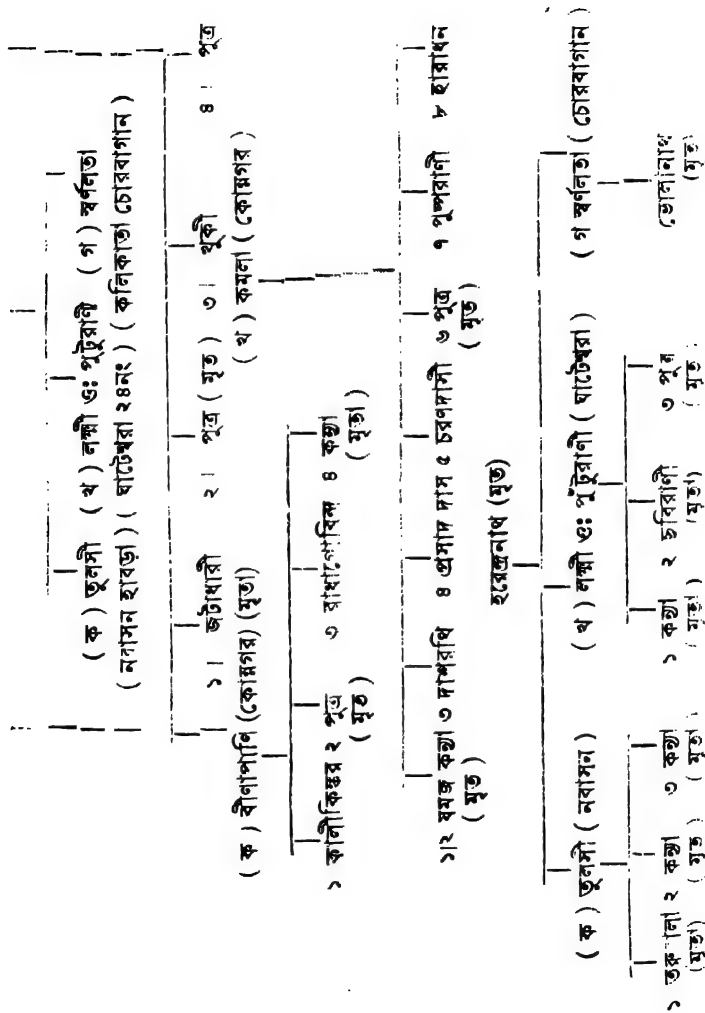 (ক) তুলসী (খ) লক্ষ্মী ওঃ পুটুরাণী (গ) স্বর্ণলতা
(নবাসন হাবড়া) (ঘাটেশ্বরা ২৪নং) (কলিকাতা চোরবাগান)
১। জটাধারী ২। পুত্র (মৃত) ৩। খুকী ৪। পুত্র
(ক) বীণাপাণি (কোন্নগর) (মৃতা) (খ) কমলা (কোন্নগর)
১ কালীকিঙ্কর ২ পুত্র ৩ রাধাগোবিন্দ ৪ কন্যা
(মৃত) (মৃতা)
১।২ যমজ কন্যা ৩ দাশরথি ৪ প্রসাদ দাস ৫ চরণদাসী ৬ পুত্র ৭ পুষ্পরাণী ৮ হারাধন
(মৃত) (মৃত)
হরেন্দ্রনাথ (মৃত)
(ক) তুলসী (নবাসন) (খ) লক্ষ্মী ওঃ পুঁটুরাণী (ঘাটেশ্বরা) (গ স্বর্ণলতা (চোরবাগান)
১ ২ কন্যা ৩ কন্যা ১ কন্যা ২ ছবিরাণী ৩ পুত্র ভোলানাথ
(মৃতা) (মৃত) (মৃত) (মৃতা) (মৃতা) (মৃত) (মৃত)